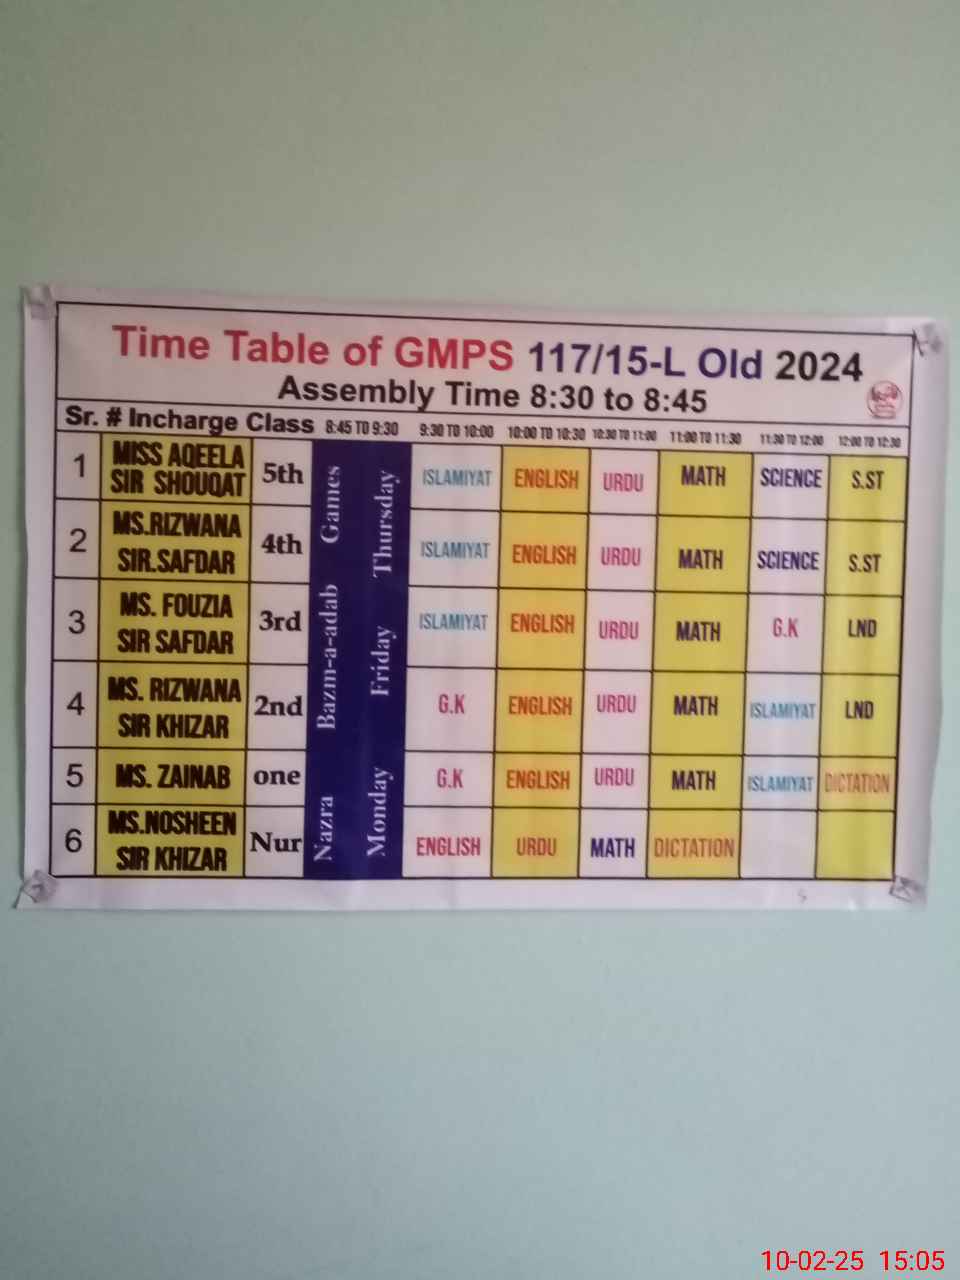 Time Table of GMPS 117/15-L Old 2024
Assembly Time 8:30 to 8:45
Sr. # Incharge Class 8:45 TO 9:30 9:30 TO 10:00 10:00 TO 10:30 10:30 TO 11:00 11:00 TO 11:30 11:30 TO 12:00 12:00 TO 12:30
1 MISS AQEELA SIR SHOUQAT 5th ISLAMIYAT ENGLISH URDU MATH SCIENCE S.ST
2 MS.RIZWANA SIR.SAFDAR 4th ISLAMIYAT ENGLISH URDU MATH SCIENCE S.ST
3 MS. FOUZIA SIR SAFDAR 3rd ISLAMIYAT ENGLISH URDU MATH G.K LND
4 MS. RIZWANA SIR KHIZAR 2nd G.K ENGLISH URDU MATH ISLAMIYAT LND
5 MS. ZAINAB one G.K ENGLISH URDU MATH ISLAMIYAT DICTATION
6 MS.NOSHEEN SIR KHIZAR Nur ENGLISH URDU MATH DICTATION
Nazra Bazm-a-adab Games
Monday Friday Thursday
10-02-25 15:05